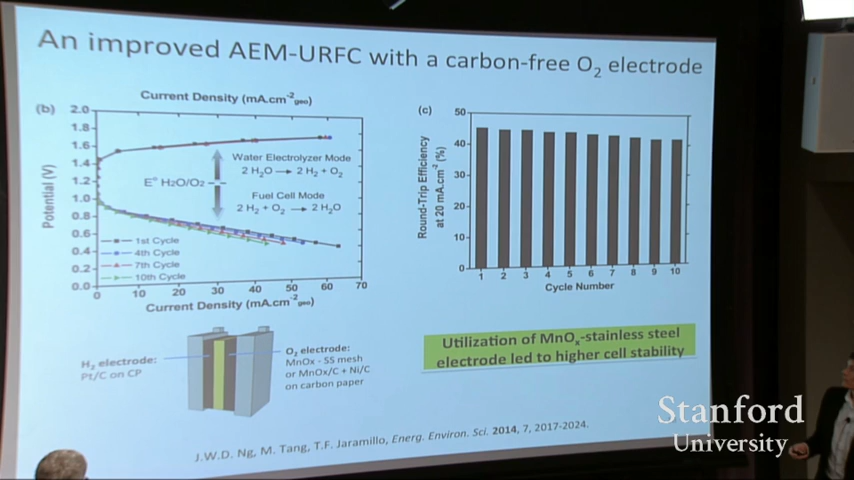 An improved AEM-URFC with a carbon-free O2 electrode
(b)
Current Density (mA.cm-2geo)
2.0
1.8
1.6
1.4
1.2
1.0
0.8
0.6
0.4
0.2
0.0
Potential (V)
Water Electrolyzer Mode
2 H2O → 2 H2 + O2
E° H2O/O2
Fuel Cell Mode
2 H2 + O2 → 2 H2O
1st Cycle
4th Cycle
7th Cycle
10th Cycle
0 10 20 30 40 50 60 70
Current Density (mA.cm-2geo)
(c)
Round-Trip Efficiency
at 20 mA.cm-2 (%)
50
40
30
20
10
0
1 2 3 4 5 6 7 8 9 10
Cycle Number
H2 electrode:
Pt/C on CP
O2 electrode:
MnOx - SS mesh
or MnOx/C + Ni/C
on carbon paper
Utilization of MnOx-stainless steel
electrode led to higher cell stability
J.W.D. Ng, M. Tang, T.F. Jaramillo, Energ. Environ. Sci. 2014, 7, 2017-2024.
Stanford
University